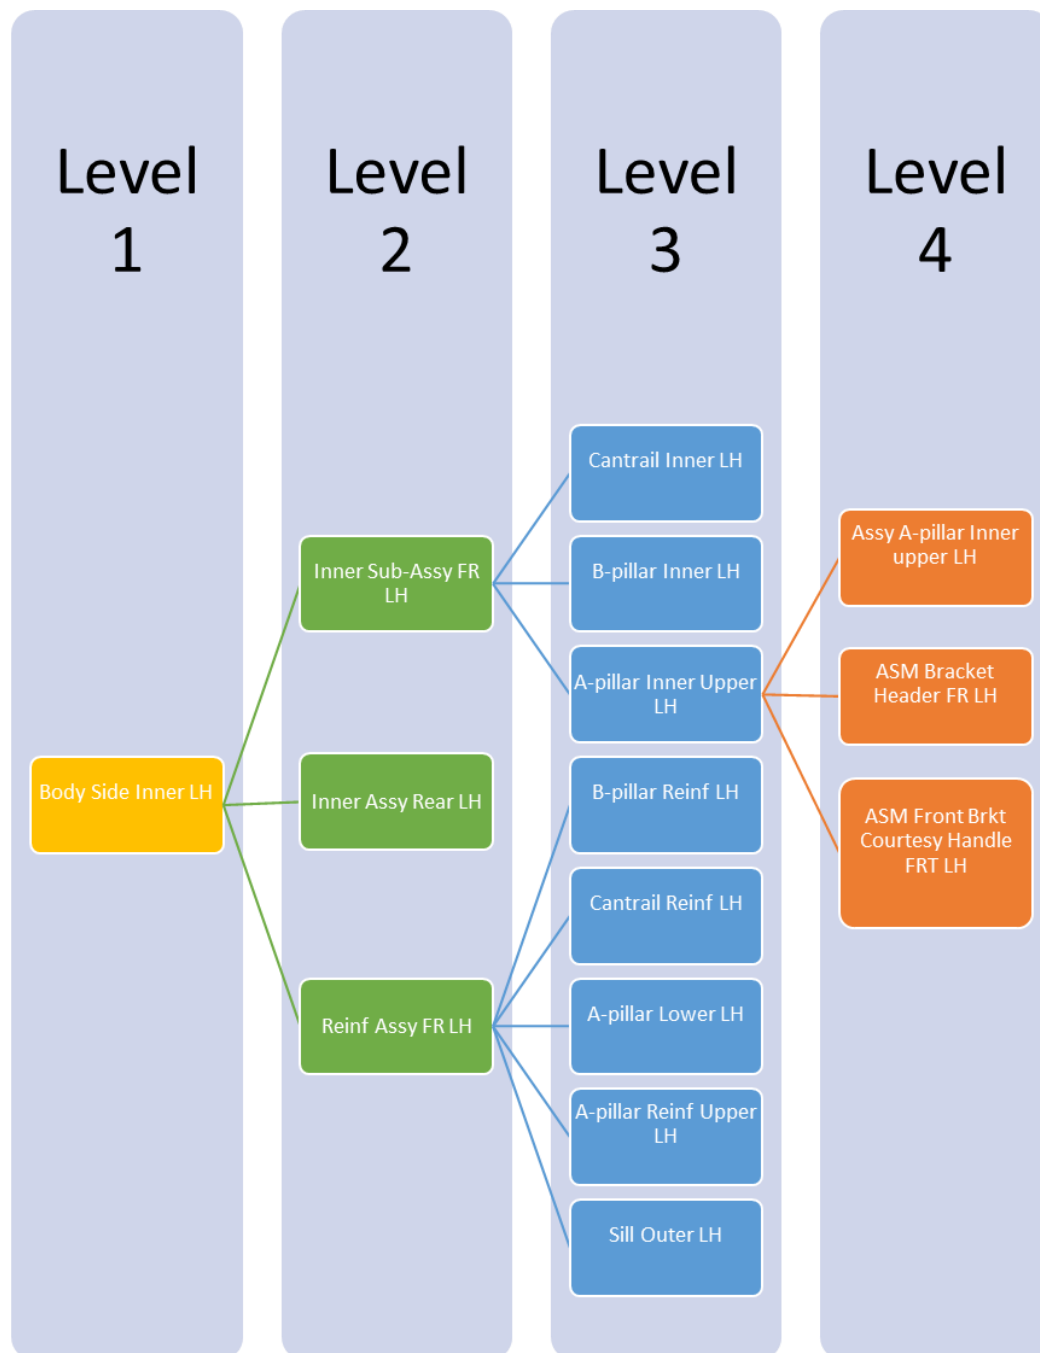 Level
1
Level
2
Level
3
Level
4
Body Side Inner LH
Inner Sub-Assy FR
LH
Inner Assy Rear LH
Reinf Assy FR LH
Cantrail Inner LH
B-pillar Inner LH
A-pillar Inner Upper
LH
B-pillar Reinf LH
Cantrail Reinf LH
A-pillar Lower LH
A-pillar Reinf Upper
LH
Sill Outer LH
Assy A-pillar Inner
upper LH
ASM Bracket
Header FR LH
ASM Front Brkt
Courtesy Handle
FRT LH